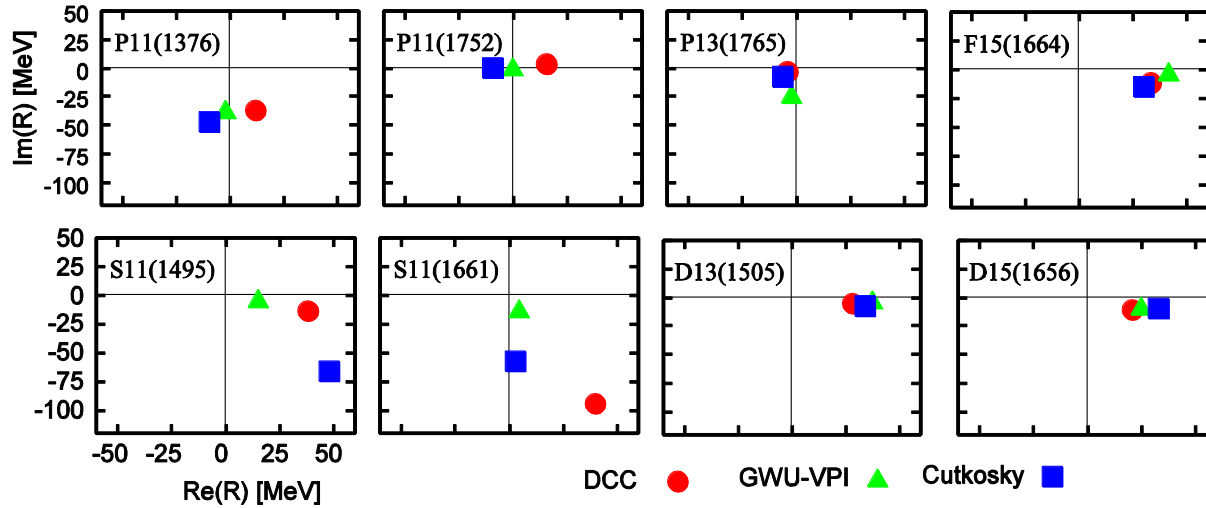 50
25
0
-25
-50
-75
-100
Im(R) [MeV]
P11(1376)
P11(1752)
P13(1765)
F15(1664)
50
25
0
-25
-50
-75
-100
S11(1495)
S11(1661)
D13(1505)
D15(1656)
-50 -25 0 25 50
Re(R) [MeV]
DCC GWU-VPI Cutkosky